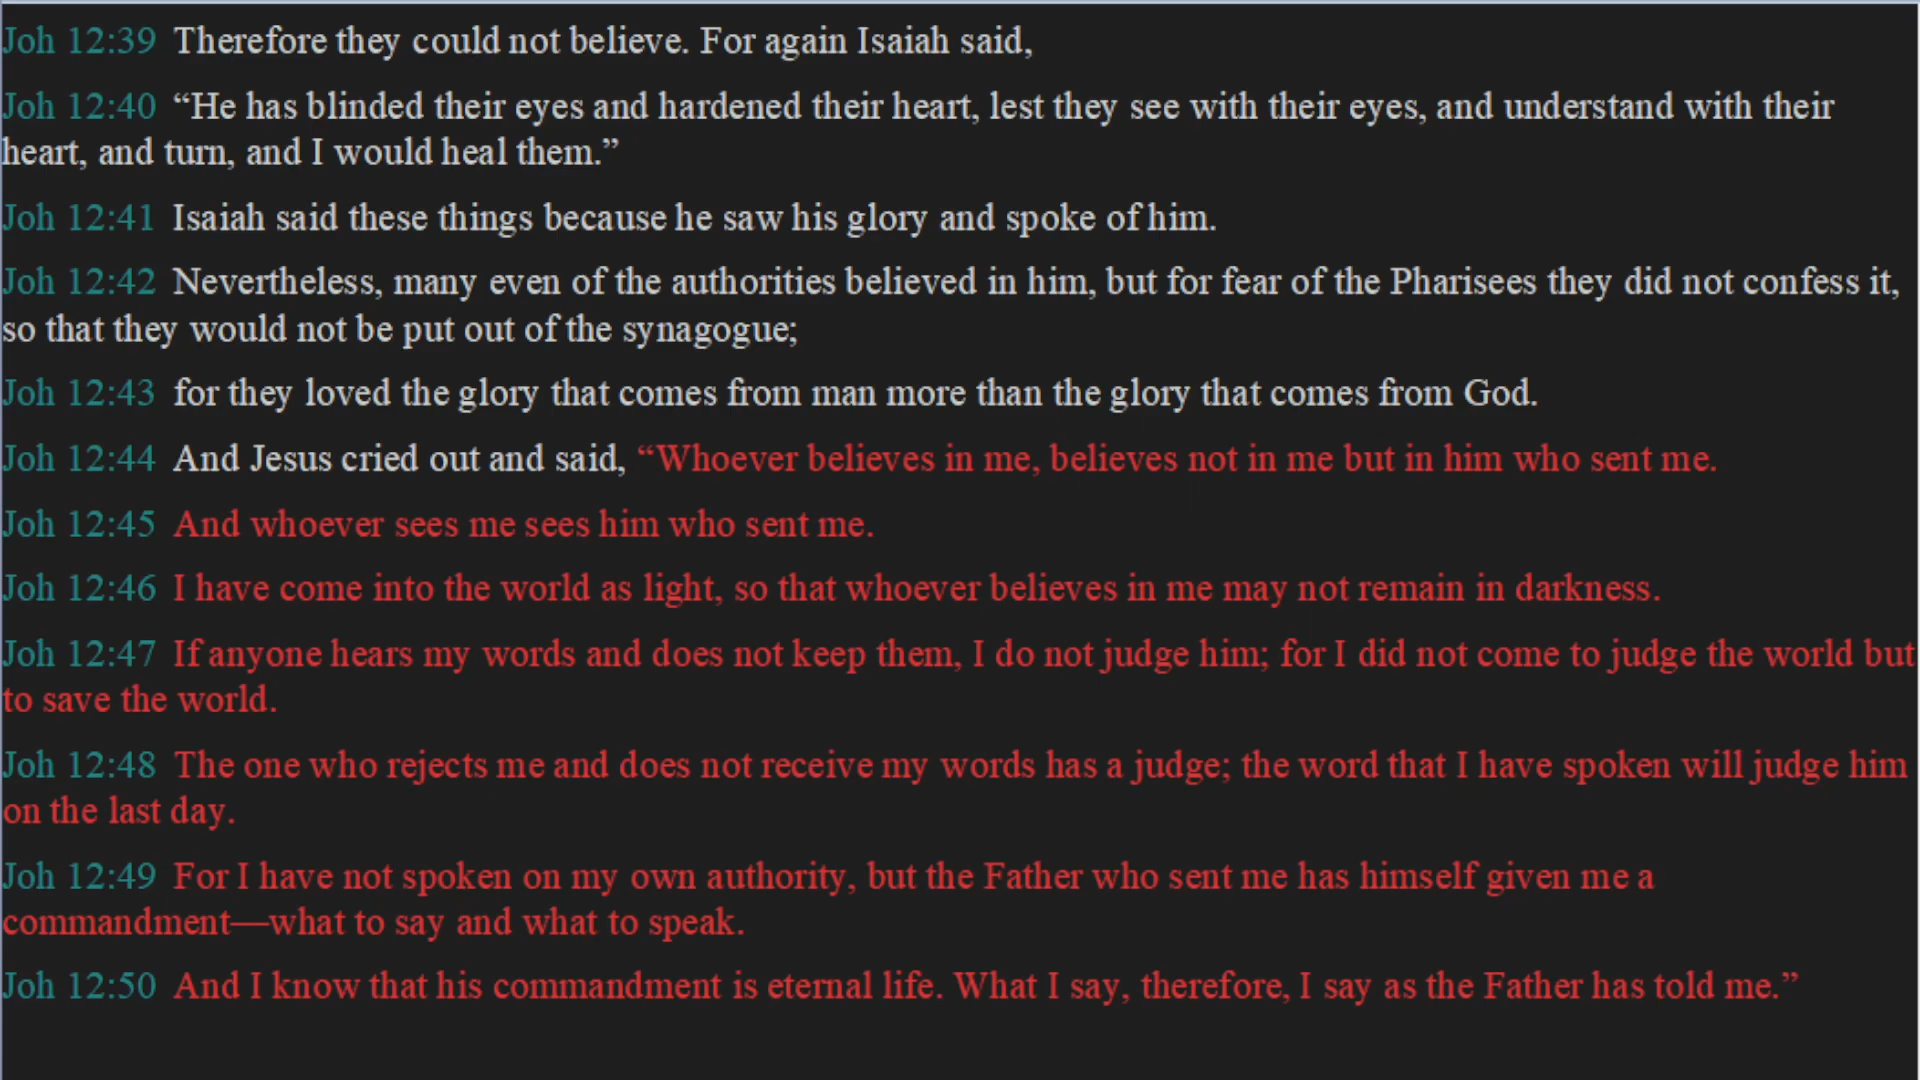 Joh 12:39 Therefore they could not believe. For again Isaiah said,
Joh 12:40 “He has blinded their eyes and hardened their heart, lest they see with their eyes, and understand with their
heart, and turn, and I would heal them.”
Joh 12:41 Isaiah said these things because he saw his glory and spoke of him.
Joh 12:42 Nevertheless, many even of the authorities believed in him, but for fear of the Pharisees they did not confess it,
so that they would not be put out of the synagogue;
Joh 12:43 for they loved the glory that comes from man more than the glory that comes from God.
Joh 12:44 And Jesus cried out and said, “Whoever believes in me, believes not in me but in him who sent me.
Joh 12:45 And whoever sees me sees him who sent me.
Joh 12:46 I have come into the world as light, so that whoever believes in me may not remain in darkness.
Joh 12:47 If anyone hears my words and does not keep them, I do not judge him; for I did not come to judge the world but
to save the world.
Joh 12:48 The one who rejects me and does not receive my words has a judge; the word that I have spoken will judge him
on the last day.
Joh 12:49 For I have not spoken on my own authority, but the Father who sent me has himself given me a
commandment—what to say and what to speak.
Joh 12:50 And I know that his commandment is eternal life. What I say, therefore, I say as the Father has told me.”